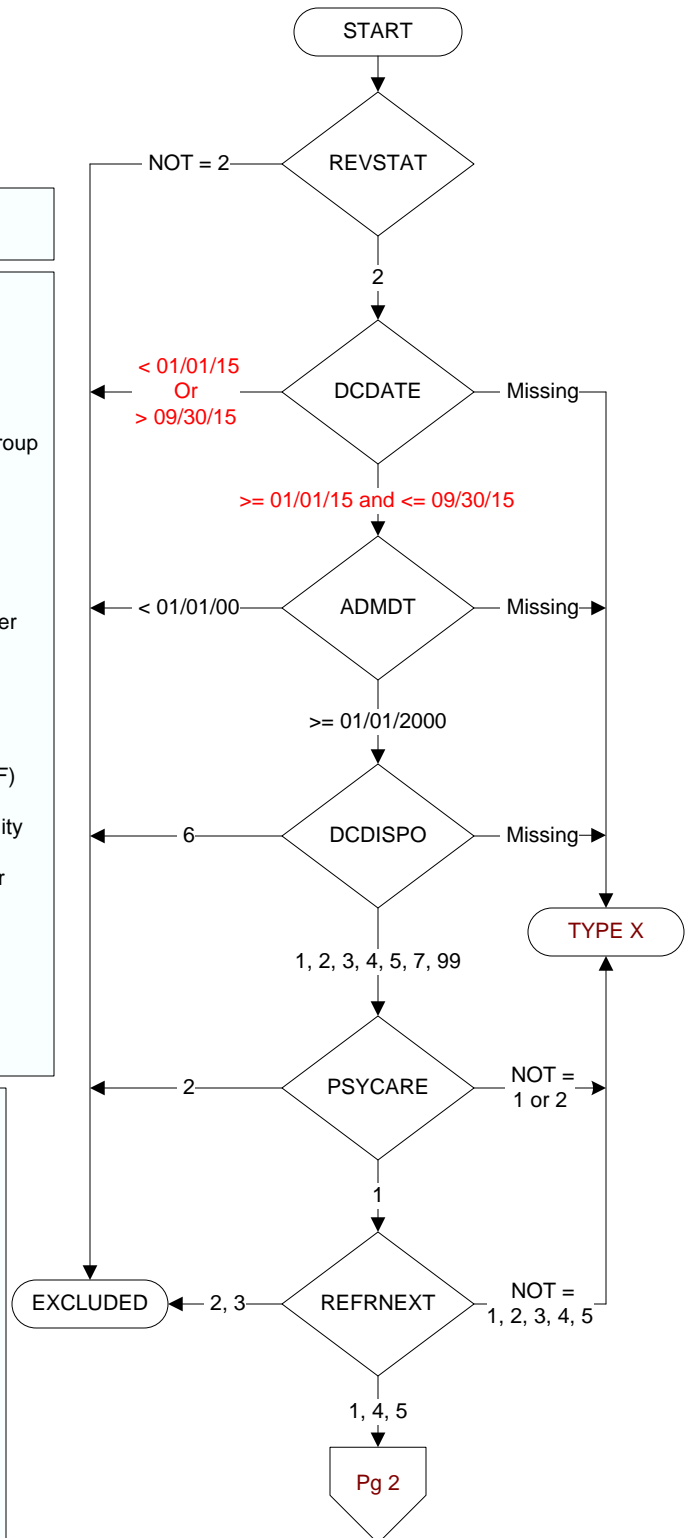 START
REVSTAT
NOT = 2
2
< 01/01/15
Or
> 09/30/15
DCDATE
Missing
roup
>= 01/01/15 and <= 09/30/15
< 01/01/00
ADMDT
Missing
er
>= 01/01/2000
F)
6
DCDISPO
Missing
ity
r
TYPE X
1, 2, 3, 4, 5, 7, 99
2
PSYCARE
NOT =
1 or 2
1
EXCLUDED
2, 3
REFRNEXT
NOT =
1, 2, 3, 4, 5
1, 4, 5
Pg 2